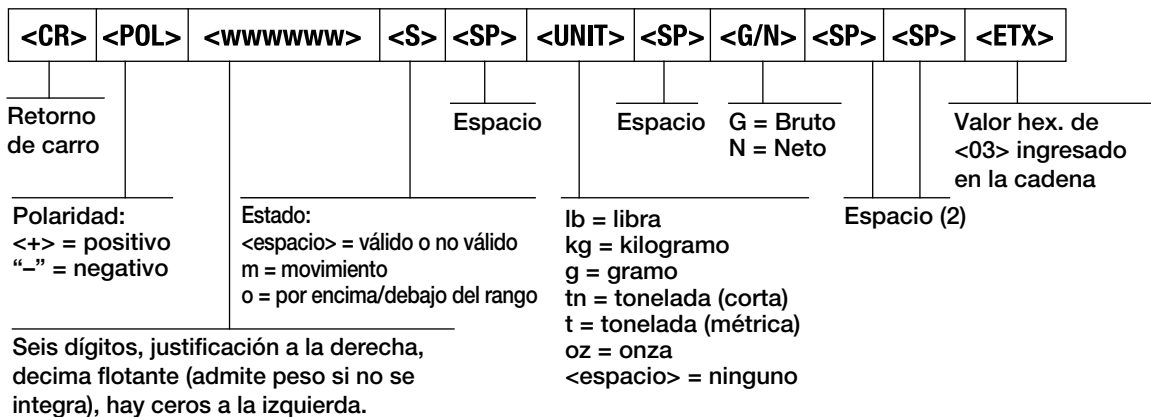 <CR> <POL> <wwwwww> <S> <SP> <UNIT> <SP> <G/N> <SP> <SP> <ETX>
Retorno
de carro
Espacio
Espacio
G = Bruto
N = Neto
Valor hex. de
<03> ingresado
en la cadena
Polaridad:
<+> = positivo
“–” = negativo
Estado:
<espacio> = válido o no válido
m = movimiento
o = por encima/debajo del rango
lb = libra
kg = kilogramo
g = gramo
tn = tonelada (corta)
t = tonelada (métrica)
oz = onza
<espacio> = ninguno
Espacio (2)
Seis dígitos, justificación a la derecha,
decima flotante (admite peso si no se
integra), hay ceros a la izquierda.